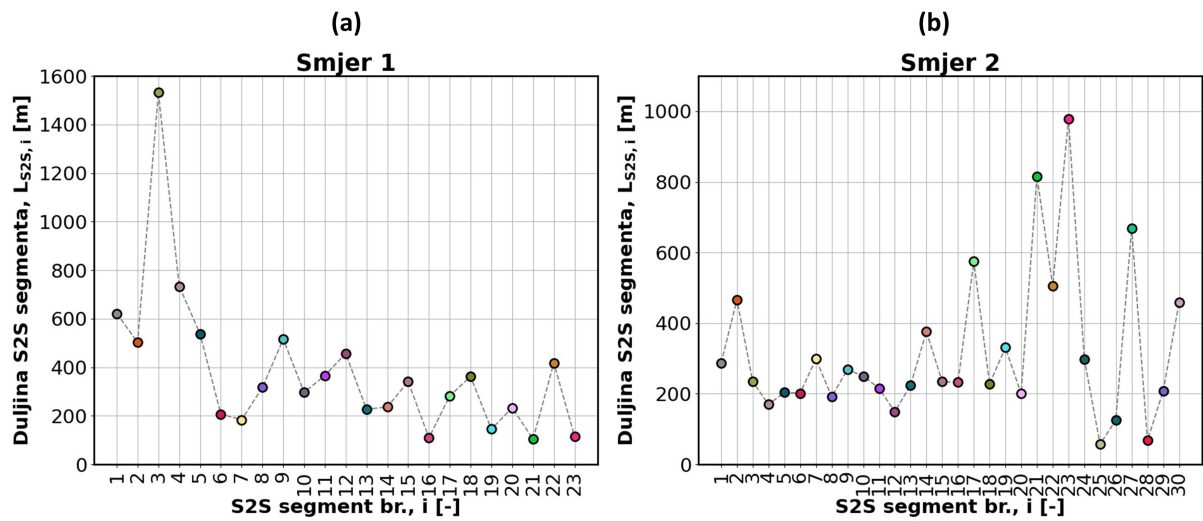 (a)
Smjer 1
Duljina S2S segmenta, L_S2S, i [m]
1600
1400
1200
1000
800
600
400
200
0
1 2 3 4 5 6 7 8 9 10 11 12 13 14 15 16 17 18 19 20 21 22 23
S2S segment br., i [-]
(b)
Smjer 2
Duljina S2S segmenta, L_S2S, i [m]
1000
800
600
400
200
0
1 2 3 4 5 6 7 8 9 10 11 12 13 14 15 16 17 18 19 20 21 22 23 24 25 26 27 28 29 30
S2S segment br., i [-]